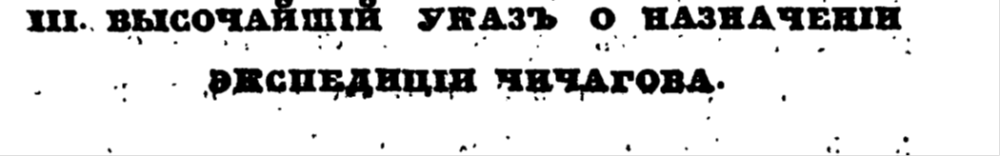 III. ВЫСОЧАЙШІЙ УКАЗЪ О НАЗНАЧЕНІИ
ЭКСПЕДИЦІИ ЧИЧАГОВА.